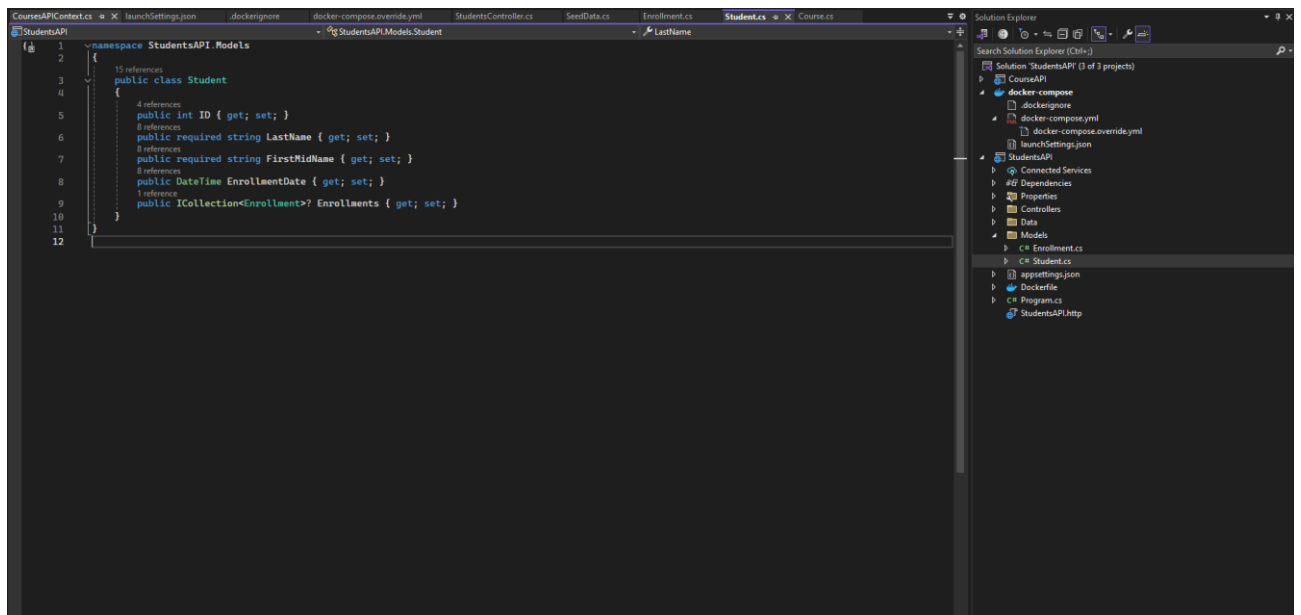 CoursesAPIContext.cs launchSettings.json .dockerignore docker-compose.override.yml StudentsController.cs SeedData.cs Enrollment.cs Student.cs Course.cs
StudentsAPI StudentsAPI.Models.Student LastName
1 namespace StudentsAPI.Models
2 {
15 references
3 public class Student
4 {
4 references
5 public int ID { get; set; }
8 references
6 public required string LastName { get; set; }
8 references
7 public required string FirstMidName { get; set; }
8 references
8 public DateTime EnrollmentDate { get; set; }
1 reference
9 public ICollection<Enrollment>? Enrollments { get; set; }
10 }
11 }
12
Solution Explorer
Search Solution Explorer (Ctrl+;)
Solution 'StudentsAPI' (3 of 3 projects)
CourseAPI
docker-compose
.dockerignore
docker-compose.yml
docker-compose.override.yml
launchSettings.json
StudentsAPI
Connected Services
Dependencies
Properties
Controllers
Data
Models
C# Enrollment.cs
C# Student.cs
appsettings.json
Dockerfile
C# Program.cs
StudentsAPI.http